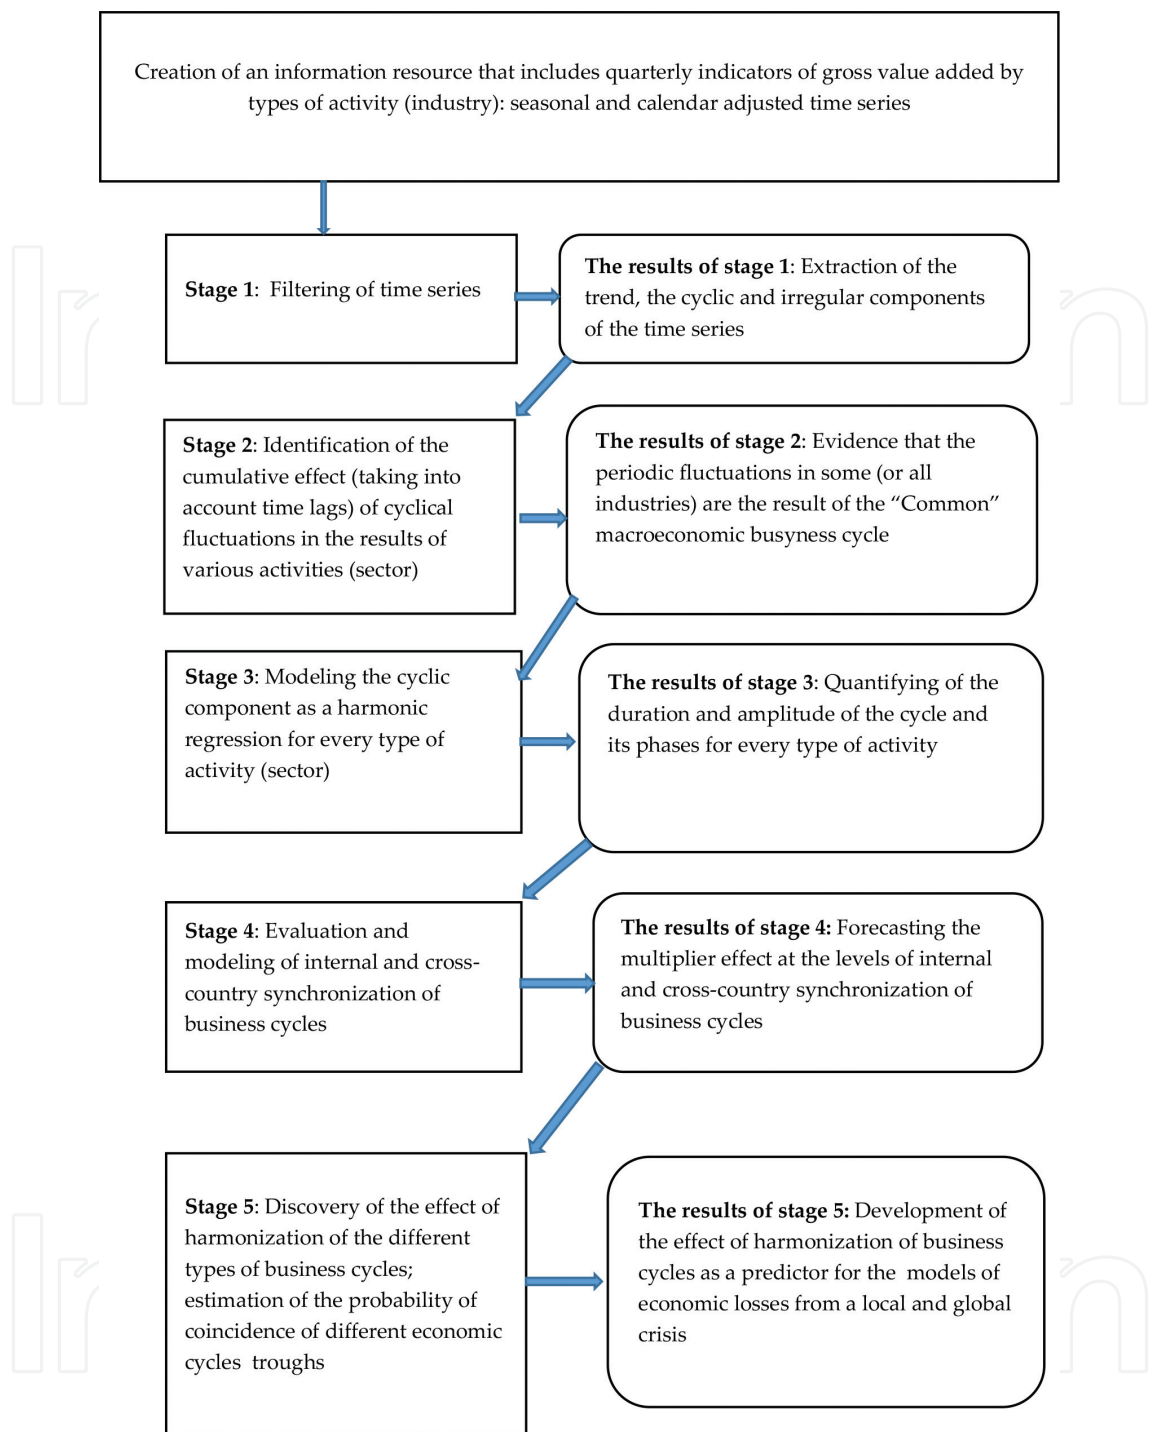 Creation of an information resource that includes quarterly indicators of gross value added by
types of activity (industry): seasonal and calendar adjusted time series
Stage 1:  Filtering of time series
The results of stage 1: Extraction of the
trend, the cyclic and irregular components
of the time series
Stage 2: Identification of the
cumulative effect (taking into
account time lags) of cyclical
fluctuations in the results of
various activities (sector)
The results of stage 2: Evidence that the
periodic fluctuations in some (or all
industries) are the result of the “Common”
macroeconomic busyness cycle
Stage 3: Modeling the cyclic
component as a harmonic
regression for every type of
activity (sector)
The results of stage 3: Quantifying of the
duration and amplitude of the cycle and
its phases for every type of activity
Stage 4: Evaluation and
modeling of internal and cross-
country synchronization of
business cycles
The results of stage 4: Forecasting the
multiplier effect at the levels of internal
and cross-country synchronization of
business cycles
Stage 5: Discovery of the effect of
harmonization of the different
types of business cycles;
estimation of the probability of
coincidence of different economic
cycles  troughs
The results of stage 5: Development of
the effect of harmonization of business
cycles as a predictor for the  models of
economic losses from a local and global
crisis